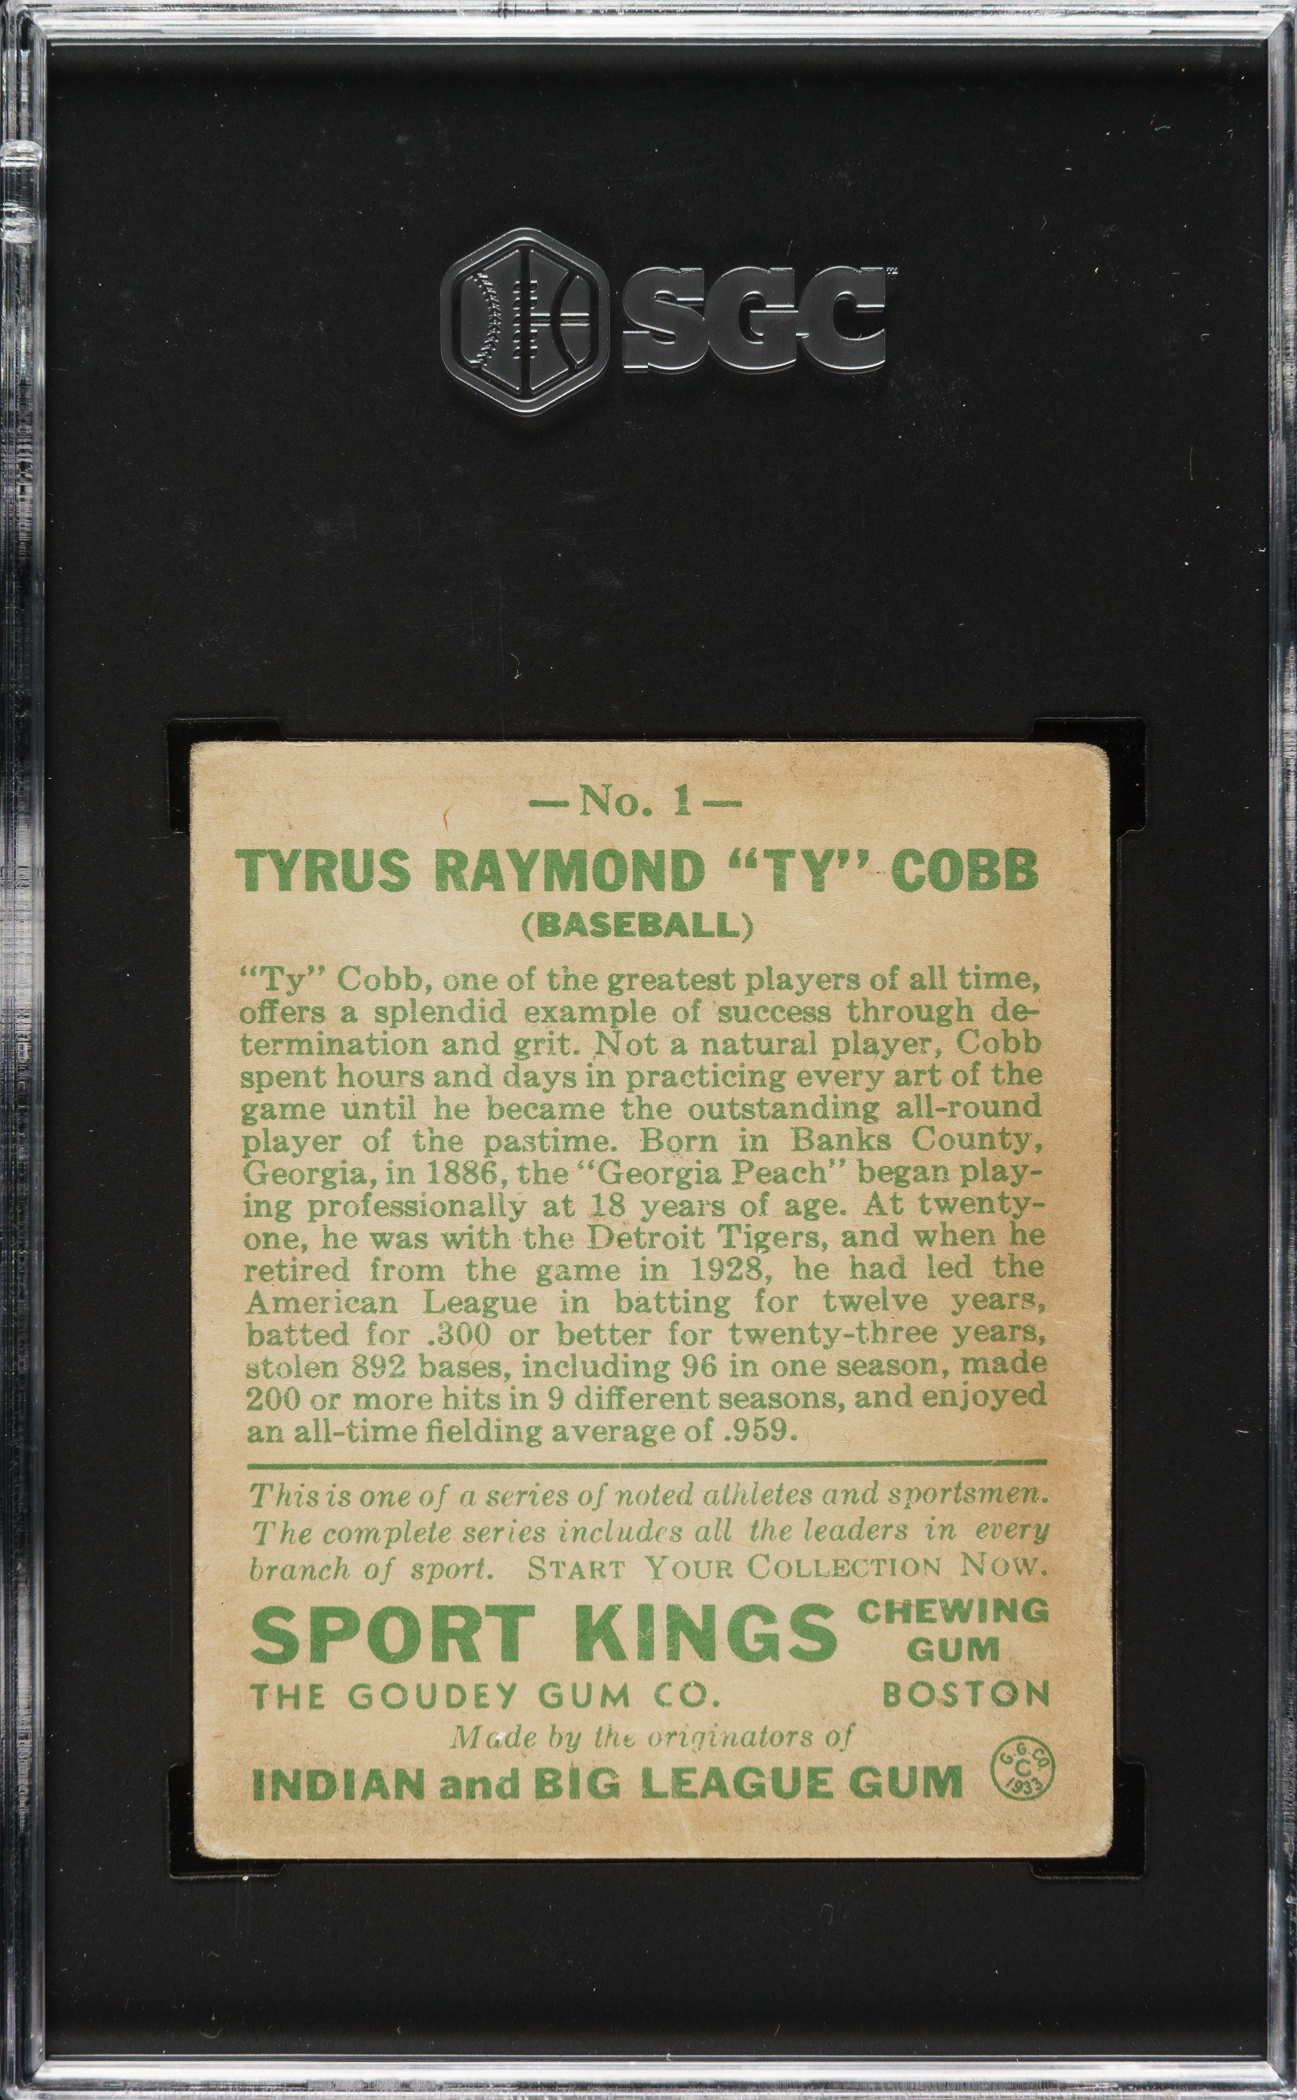 SGC™
—No. 1—
TYRUS RAYMOND “TY” COBB
(BASEBALL)
“Ty” Cobb, one of the greatest players of all time,
offers a splendid example of success through de-
termination and grit. Not a natural player, Cobb
spent hours and days in practicing every art of the
game until he became the outstanding all-round
player of the pastime. Born in Banks County,
Georgia, in 1886, the “Georgia Peach” began play-
ing professionally at 18 years of age. At twenty-
one, he was with the Detroit Tigers, and when he
retired from the game in 1928, he had led the
American League in batting for twelve years,
batted for .300 or better for twenty-three years,
stolen 892 bases, including 96 in one season, made
200 or more hits in 9 different seasons, and enjoyed
an all-time fielding average of .959.
This is one of a series of noted athletes and sportsmen.
The complete series includes all the leaders in every
branch of sport. START YOUR COLLECTION NOW.
SPORT KINGS CHEWING GUM
THE GOUDEY GUM CO. BOSTON
Made by the originators of
INDIAN and BIG LEAGUE GUM
G.G.CO.
C
1933